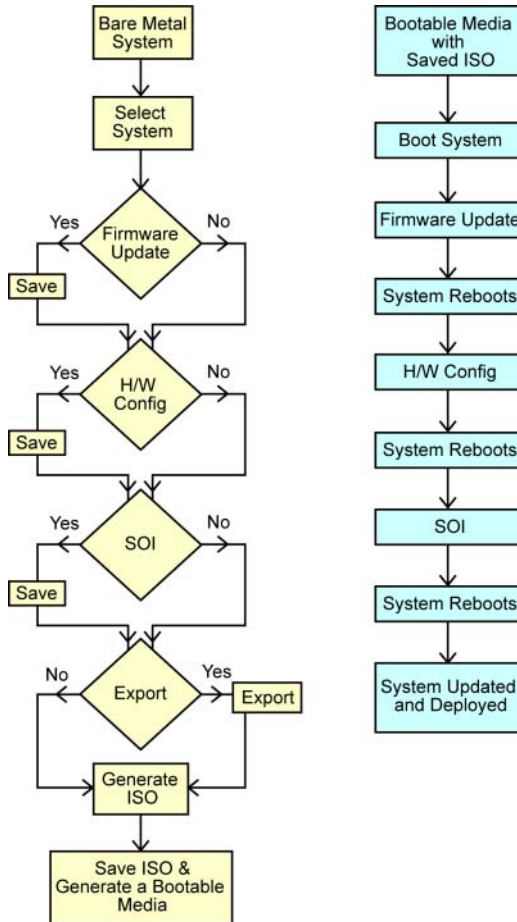 Bare Metal
System
Select
System
Yes
No
Firmware
Update
Save
Yes
No
H/W
Config
Save
Yes
No
SOI
Save
No
Yes
Export
Export
Generate
ISO
Save ISO &
Generate a Bootable
Media
Bootable Media
with
Saved ISO
Boot System
Firmware Update
System Reboots
H/W Config
System Reboots
SOI
System Reboots
System Updated
and Deployed